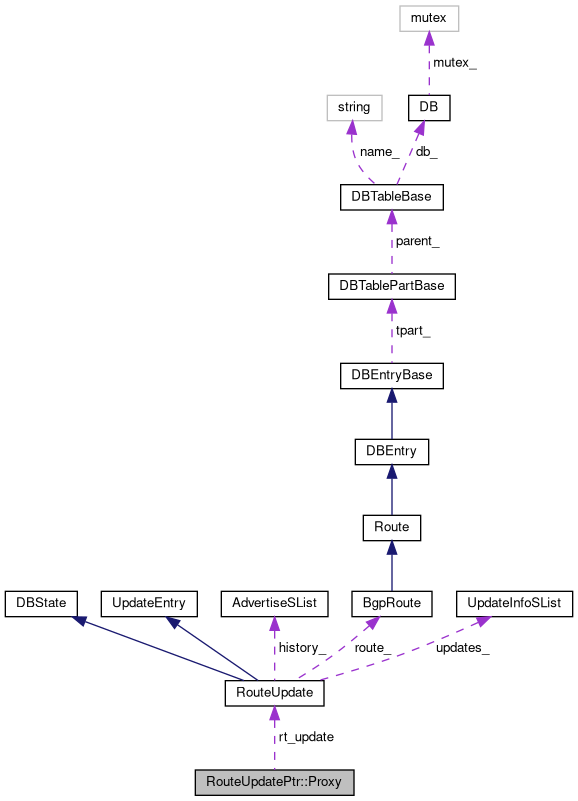 mutex
mutex_
string
DB
name_
db_
DBTableBase
parent_
DBTablePartBase
tpart_
DBEntryBase
DBEntry
Route
DBState
UpdateEntry
AdvertiseSList
BgpRoute
UpdateInfoSList
history_
route_
updates_
RouteUpdate
rt_update
RouteUpdatePtr::Proxy